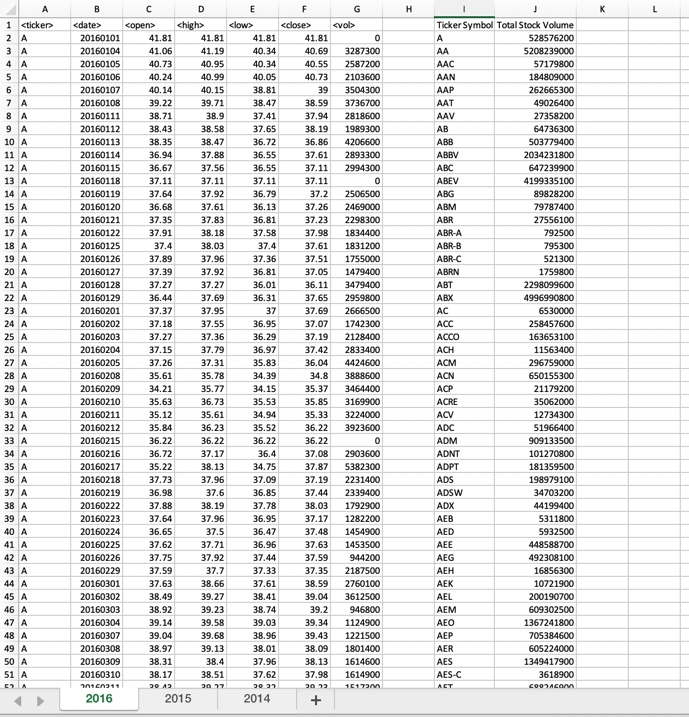 A B C D E F G H I J K L
1 <ticker> <date> <open> <high> <low> <close> <vol> Ticker Symbol Total Stock Volume
2 A 20160101 41.81 41.81 41.81 41.81 0 A 528576200
3 A 20160104 41.06 41.19 40.34 40.69 3287300 AA 5208239000
4 A 20160105 40.73 40.95 40.34 40.55 2587200 AAC 57179800
5 A 20160106 40.24 40.99 40.05 40.73 2103600 AAN 184809000
6 A 20160107 40.14 40.15 38.81 39 3504300 AAP 262665300
7 A 20160108 39.22 39.71 38.47 38.59 3736700 AAT 49026400
8 A 20160111 38.71 38.9 37.41 37.94 2818600 AAV 27358200
9 A 20160112 38.43 38.58 37.65 38.19 1989300 AB 64736300
10 A 20160113 38.35 38.47 36.72 36.86 4206600 ABB 503779400
11 A 20160114 36.94 37.88 36.55 37.61 2893300 ABBV 2034231800
12 A 20160115 36.67 37.56 36.55 37.11 2994300 ABC 647239900
13 A 20160118 37.11 37.11 37.11 37.11 0 ABEV 4199335100
14 A 20160119 37.64 37.92 36.79 37.2 2506500 ABG 89828200
15 A 20160120 36.68 37.61 36.13 37.26 2469000 ABM 79787400
16 A 20160121 37.35 37.83 36.81 37.23 2298300 ABR 27556100
17 A 20160122 37.91 38.18 37.58 37.98 1834400 ABR-A 792500
18 A 20160125 37.4 38.03 37.4 37.61 1831200 ABR-B 795300
19 A 20160126 37.89 37.96 37.36 37.51 1755000 ABR-C 521300
20 A 20160127 37.39 37.92 36.81 37.05 1479400 ABRN 1759800
21 A 20160128 37.27 37.27 36.01 36.11 3479400 ABT 2298099600
22 A 20160129 36.44 37.69 36.31 37.65 2959800 ABX 4996990800
23 A 20160201 37.37 37.95 37 37.69 2666500 AC 6530000
24 A 20160202 37.18 37.55 36.95 37.07 1742300 ACC 258457600
25 A 20160203 37.27 37.36 36.29 37.19 2128400 ACCO 163653100
26 A 20160204 37.15 37.79 36.97 37.42 2833400 ACH 11563400
27 A 20160205 37.26 37.31 35.83 36.04 4424600 ACM 296759000
28 A 20160208 35.61 35.78 34.39 34.8 3888600 ACN 650155300
29 A 20160209 34.21 35.77 34.15 35.37 3464400 ACP 21179200
30 A 20160210 35.63 36.73 35.53 35.85 3169900 ACRE 35062000
31 A 20160211 35.12 35.61 34.94 35.33 3224000 ACV 12734300
32 A 20160212 35.84 36.23 35.52 36.22 3923600 ADC 51966400
33 A 20160215 36.22 36.22 36.22 36.22 0 ADM 909133500
34 A 20160216 36.72 37.17 36.4 37.08 2903600 ADNT 101270800
35 A 20160217 35.22 38.13 34.75 37.87 5382300 ADPT 181359500
36 A 20160218 37.73 37.96 37.09 37.19 2231400 ADS 198979100
37 A 20160219 36.98 37.6 36.85 37.44 2339400 ADSW 34703200
38 A 20160222 37.88 38.19 37.78 38.03 1792900 ADX 44199400
39 A 20160223 37.64 37.96 36.95 37.17 1282200 AEB 5311800
40 A 20160224 36.65 37.5 36.47 37.48 1454900 AED 5932500
41 A 20160225 37.62 37.71 36.96 37.63 1453500 AEE 448588700
42 A 20160226 37.75 37.92 37.44 37.59 944200 AEG 492308100
43 A 20160229 37.59 37.7 37.33 37.35 2187500 AEH 16856300
44 A 20160301 37.63 38.66 37.61 38.59 2760100 AEK 10721900
45 A 20160302 38.49 39.27 38.41 39.04 3612500 AEL 200190700
46 A 20160303 38.92 39.23 38.74 39.2 946800 AEM 609302500
47 A 20160304 39.14 39.58 39.03 39.34 1124900 AEO 1367241800
48 A 20160307 39.04 39.68 38.96 39.43 1221500 AEP 705384600
49 A 20160308 38.97 39.13 38.01 38.09 1801400 AER 605224000
50 A 20160309 38.31 38.4 37.96 38.13 1614600 AES 1349417900
51 A 20160310 38.17 38.51 37.62 37.98 1614900 AES-C 3618900
2016 2015 2014 +